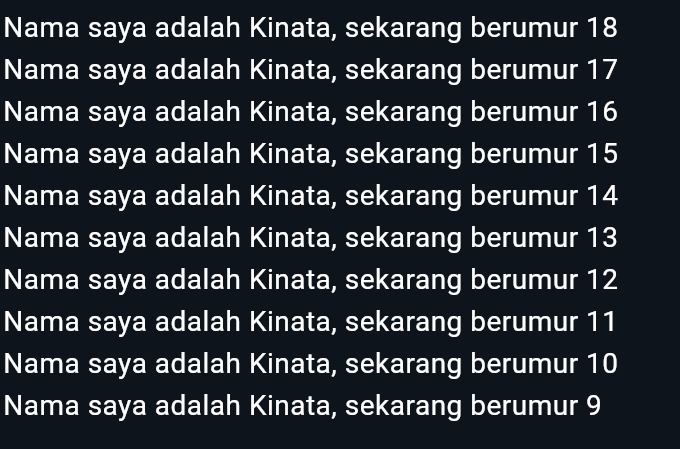 Nama saya adalah Kinata, sekarang berumur 18
Nama saya adalah Kinata, sekarang berumur 17
Nama saya adalah Kinata, sekarang berumur 16
Nama saya adalah Kinata, sekarang berumur 15
Nama saya adalah Kinata, sekarang berumur 14
Nama saya adalah Kinata, sekarang berumur 13
Nama saya adalah Kinata, sekarang berumur 12
Nama saya adalah Kinata, sekarang berumur 11
Nama saya adalah Kinata, sekarang berumur 10
Nama saya adalah Kinata, sekarang berumur 9